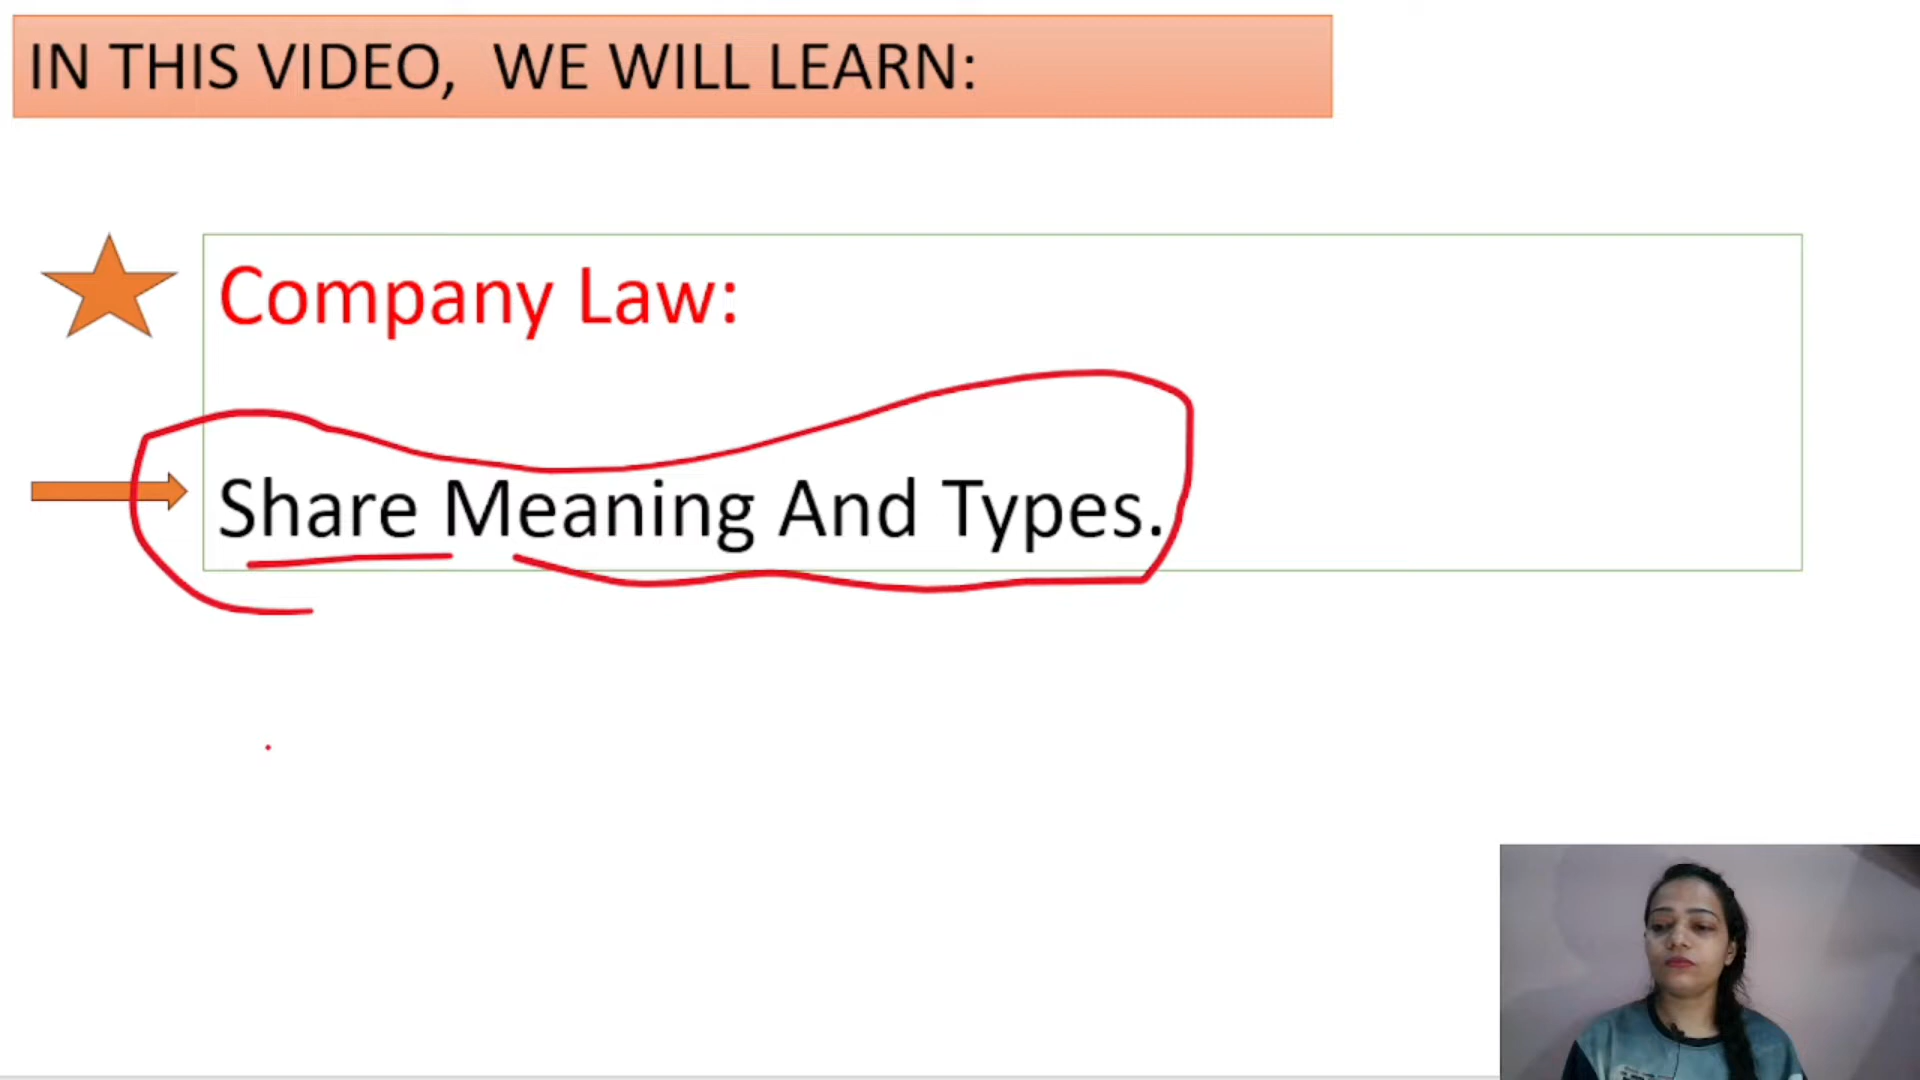 IN THIS VIDEO, WE WILL LEARN:
Company Law:
Share Meaning And Types.